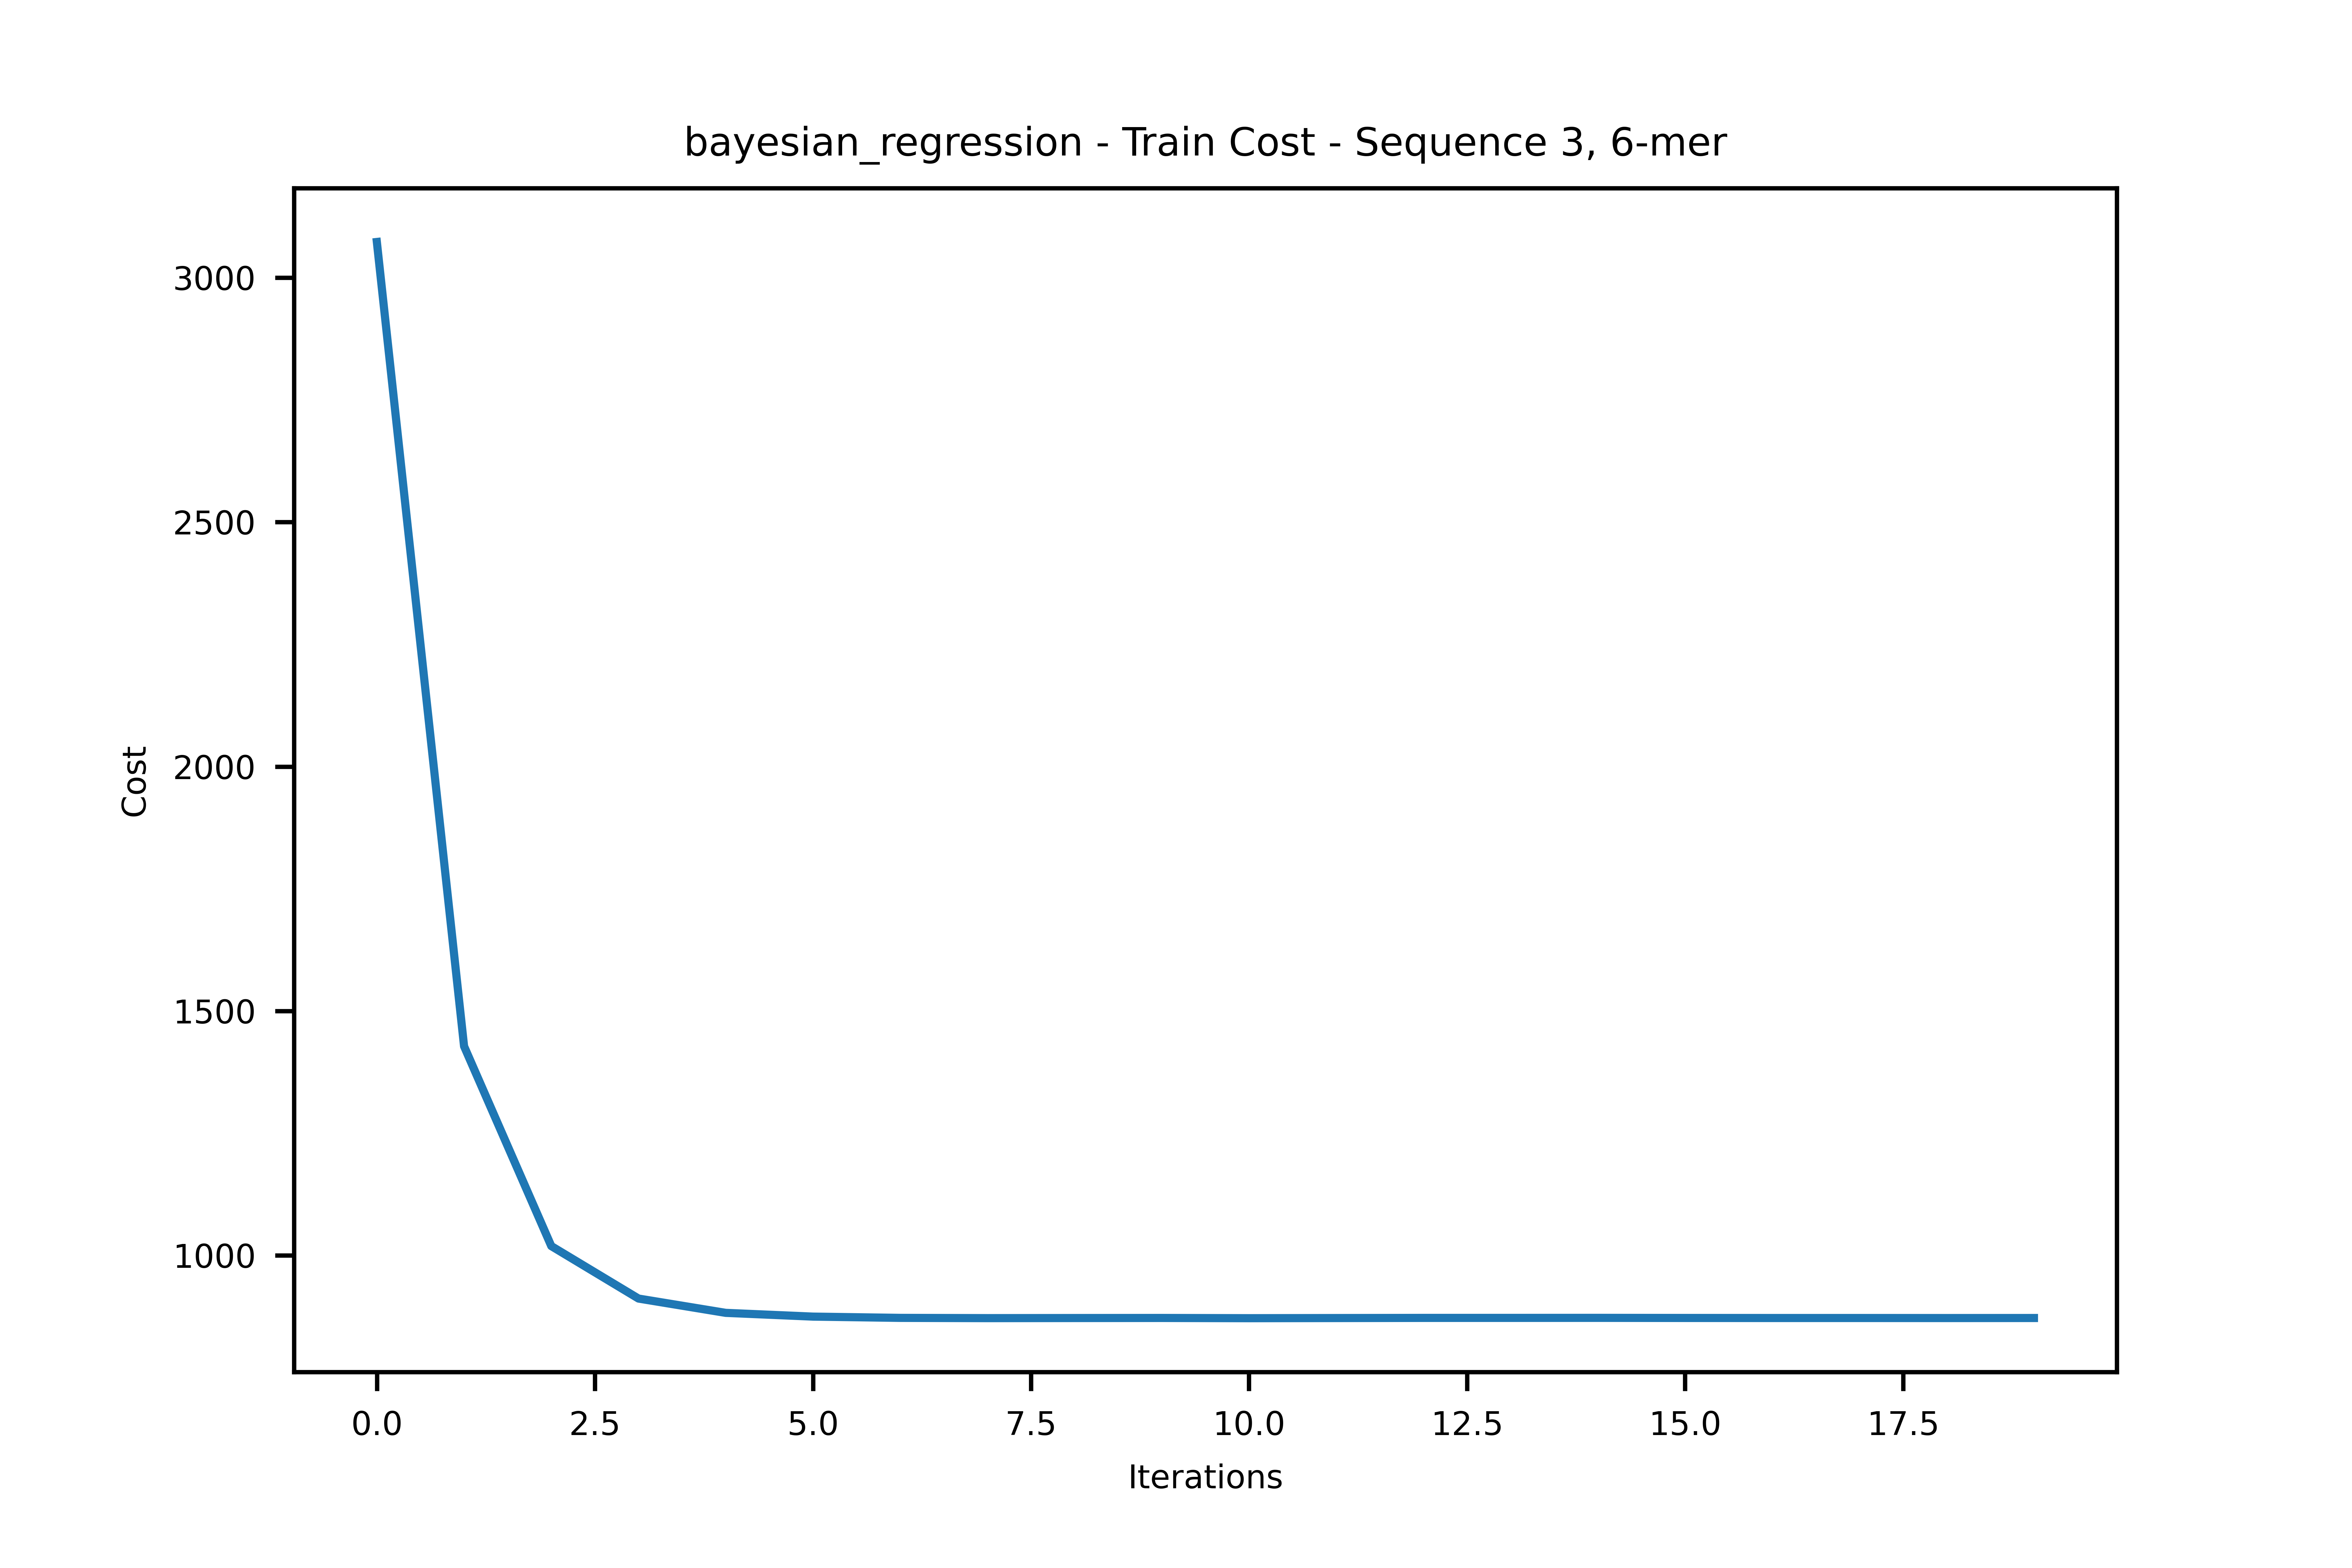 bayesian_regression - Train Cost - Sequence 3, 6-mer
3000
2500
2000
1500
1000
Cost
0.0 2.5 5.0 7.5 10.0 12.5 15.0 17.5
Iterations